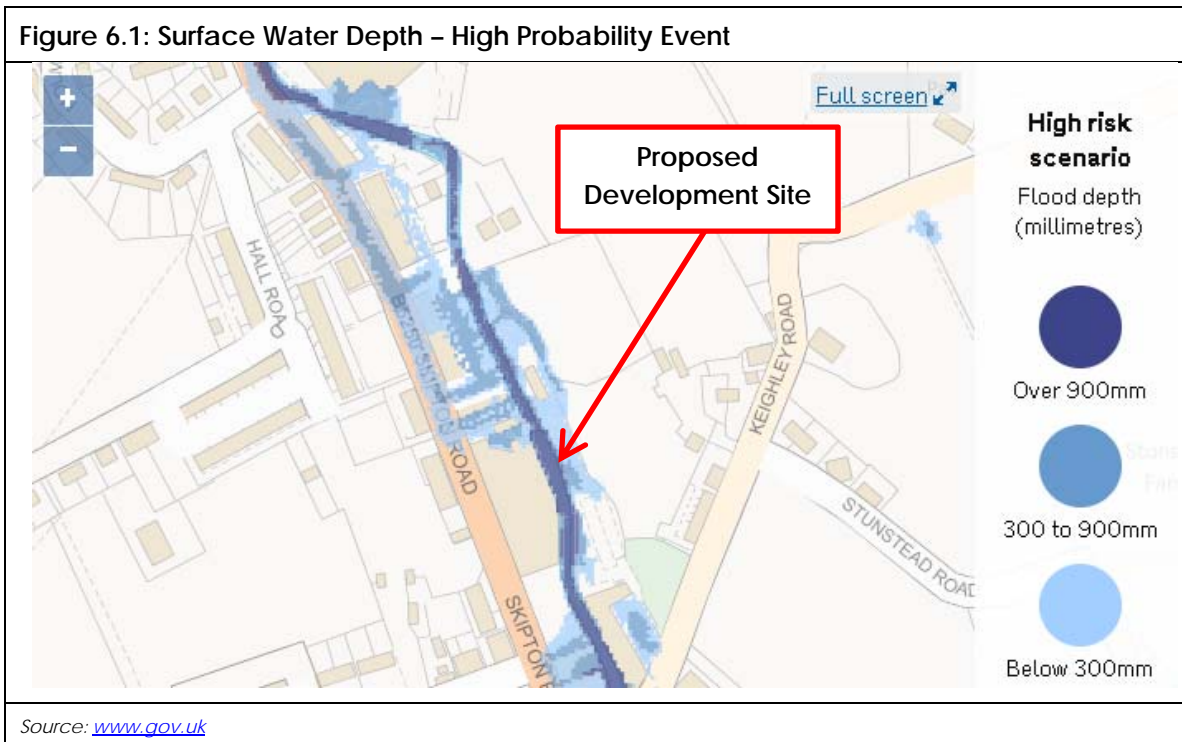 Figure 6.1: Surface Water Depth – High Probability Event
+
−
Full screen
Proposed
Development Site
High risk
scenario
Flood depth
(millimetres)
Over 900mm
300 to 900mm
Below 300mm
HALL ROAD
ROAD
SKIPTON
KEIGHLEY ROAD
STUNSTEAD ROAD
Source: www.gov.uk